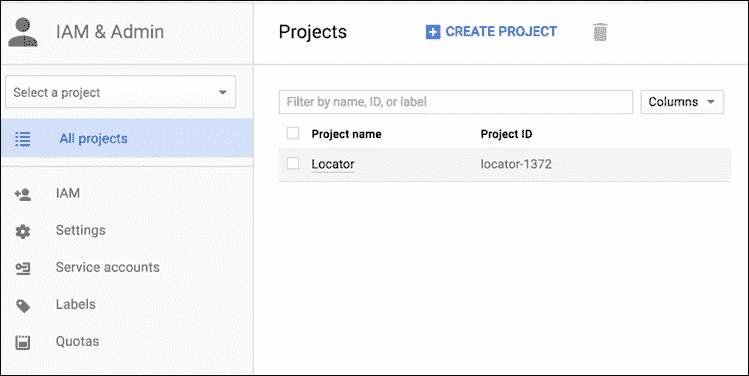 IAM & Admin
Select a project
All projects
IAM
Settings
Service accounts
Labels
Quotas
Projects
CREATE PROJECT
Filter by name, ID, or label
Columns
Project name Project ID
Locator locator-1372